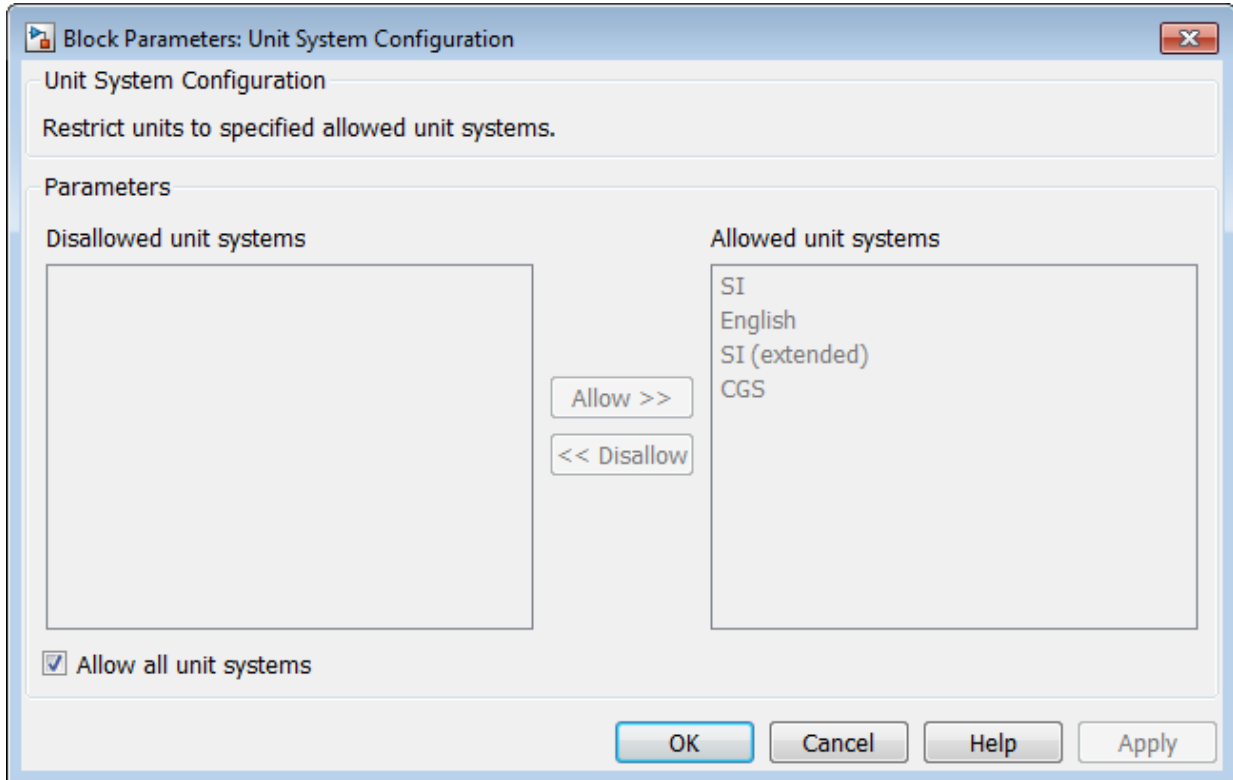 Block Parameters: Unit System Configuration
Unit System Configuration
Restrict units to specified allowed unit systems.
Parameters
Disallowed unit systems
Allowed unit systems
SI
English
SI (extended)
CGS
Allow >>
<< Disallow
Allow all unit systems
OK
Cancel
Help
Apply